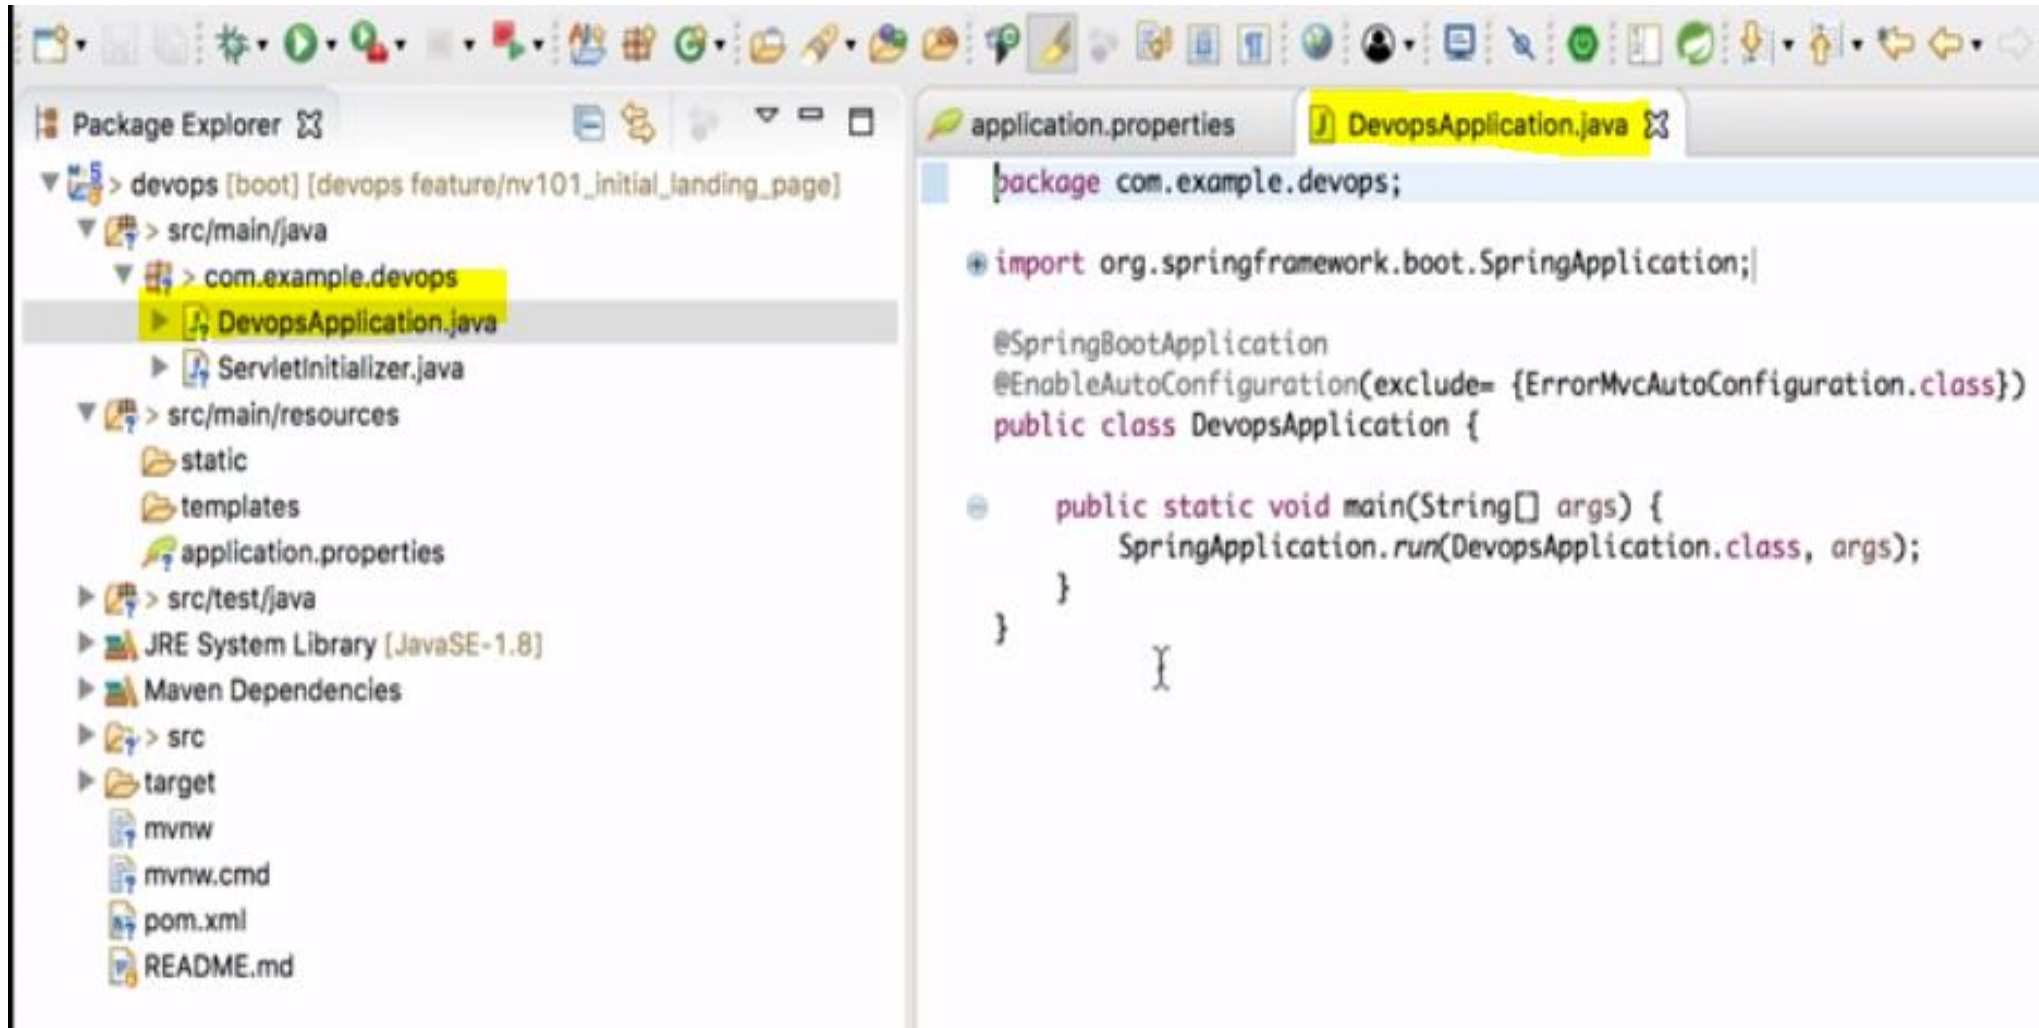 Package Explorer
> devops [boot] [devops feature/nv101_initial_landing_page]
> src/main/java
> com.example.devops
DevopsApplication.java
ServletInitializer.java
> src/main/resources
static
templates
application.properties
> src/test/java
JRE System Library [JavaSE-1.8]
Maven Dependencies
> src
target
mvnw
mvnw.cmd
pom.xml
README.md
application.properties
DevopsApplication.java
package com.example.devops;
import org.springframework.boot.SpringApplication;
@SpringBootApplication
@EnableAutoConfiguration(exclude= {ErrorMvcAutoConfiguration.class})
public class DevopsApplication {
public static void main(String[] args) {
SpringApplication.run(DevopsApplication.class, args);
}
}